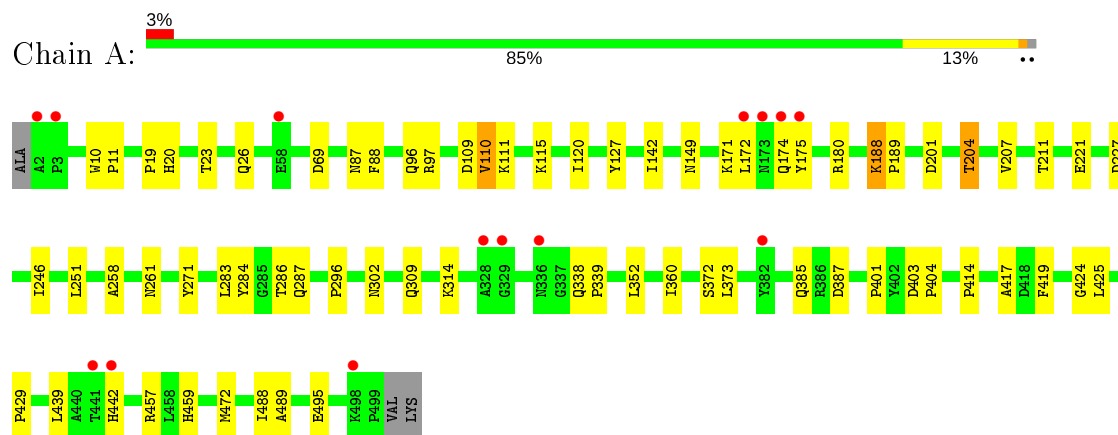 3%
Chain A:
85% 13%
ALA A2 P3 W10 P11 P19 H20 T23 Q26 E58 D69 N87 F88 Q96 R97 D109 V110 K111 K115 I120 Y127 I142 N149 K171 L172 N173 Q174 Y175 R180 K188 P189 D201 T204 V207 T211 E221 D227
I246 L251 A258 N261 Y271 L283 Y284 G285 T286 Q287 P296 N302 Q309 K314 A328 G329 N336 G337 Q338 P339 L352 I360 S372 L373 Y382 Q385 R386 D387 P401 Y402 D403 P404 P414 A417 D418 F419 G424 L425
P429 L439 A440 T441 H442 R457 L458 H459 M472 I488 A489 E495 K498 P499 VAL LYS